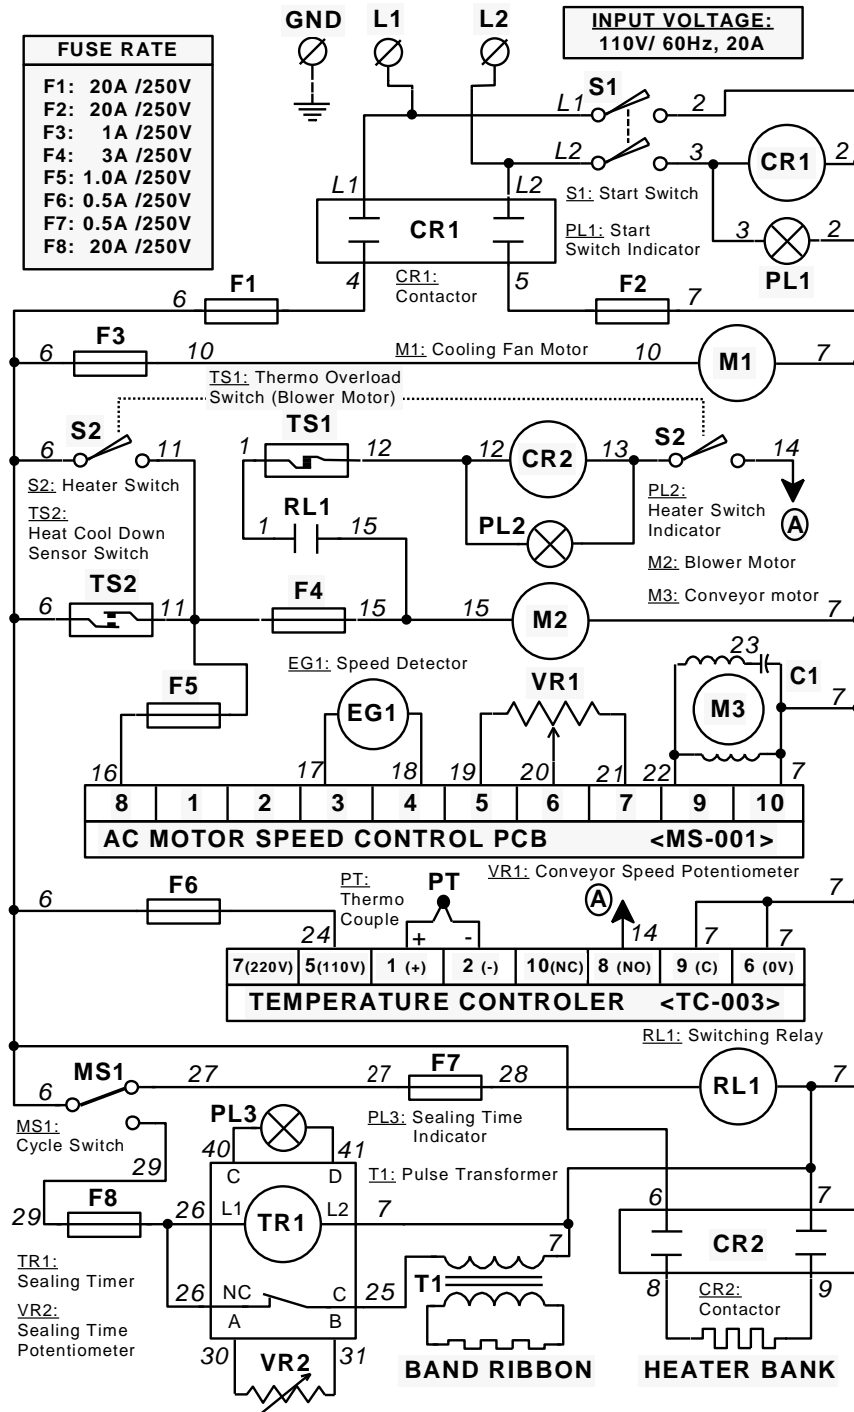 GND L1 L2
INPUT VOLTAGE:
110V/ 60Hz, 20A
FUSE RATE
F1: 20A /250V
F2: 20A /250V
F3: 1A /250V
F4: 3A /250V
F5: 1.0A /250V
F6: 0.5A /250V
F7: 0.5A /250V
F8: 20A /250V
S1
L1 2
L2 3 CR1 2
S1: Start Switch
L1 L2
CR1
PL1: Start
Switch Indicator
3 2
PL1
4 5
CR1:
Contactor
6 F1 F2 7
F3
6 10 M1: Cooling Fan Motor 10 M1 7
TS1: Thermo Overload
Switch (Blower Motor)
S2 TS1 S2
6 11 1 12 12 CR2 13 14
S2: Heater Switch
TS2:
Heat Cool Down
Sensor Switch
RL1
1 15
PL2
PL2:
Heater Switch
Indicator
A
M2: Blower Motor
M3: Conveyor motor
TS2 F4
6 11 15 15 M2 7
EG1: Speed Detector
F5 EG1 VR1 23 C1
M3 7
16 17 18 19 20 21 22 7
8 1 2 3 4 5 6 7 9 10
AC MOTOR SPEED CONTROL PCB <MS-001>
VR1: Conveyor Speed Potentiometer
F6 PT:
Thermo
Couple
PT A
6 7
24 + - 14 7 7
7(220V) 5(110V) 1 (+) 2 (-) 10(NC) 8 (NO) 9 (C) 6 (0V)
TEMPERATURE CONTROLER <TC-003>
RL1: Switching Relay
MS1 F7
6 27 27 28 RL1 7
MS1:
Cycle Switch
PL3
PL3: Sealing Time
Indicator
40 41
C D
T1: Pulse Transformer
29
F8
29 26 L1 TR1 L2 7
6 7
CR2
TR1:
Sealing Timer
7
26 NC C 25 T1
A B
8 9
CR2:
Contactor
VR2:
Sealing Time
Potentiometer
30 VR2 31
BAND RIBBON HEATER BANK